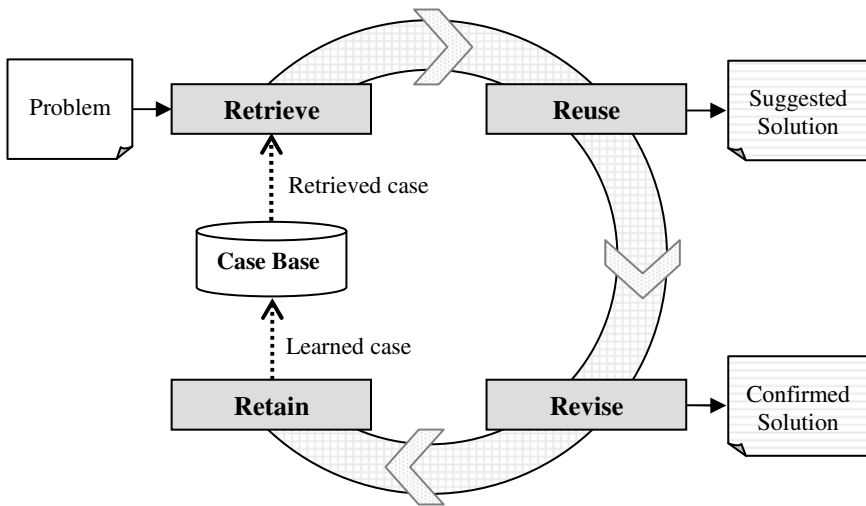 Problem
Retrieve
Reuse
Suggested
Solution
Retrieved case
Case Base
Learned case
Retain
Revise
Confirmed
Solution